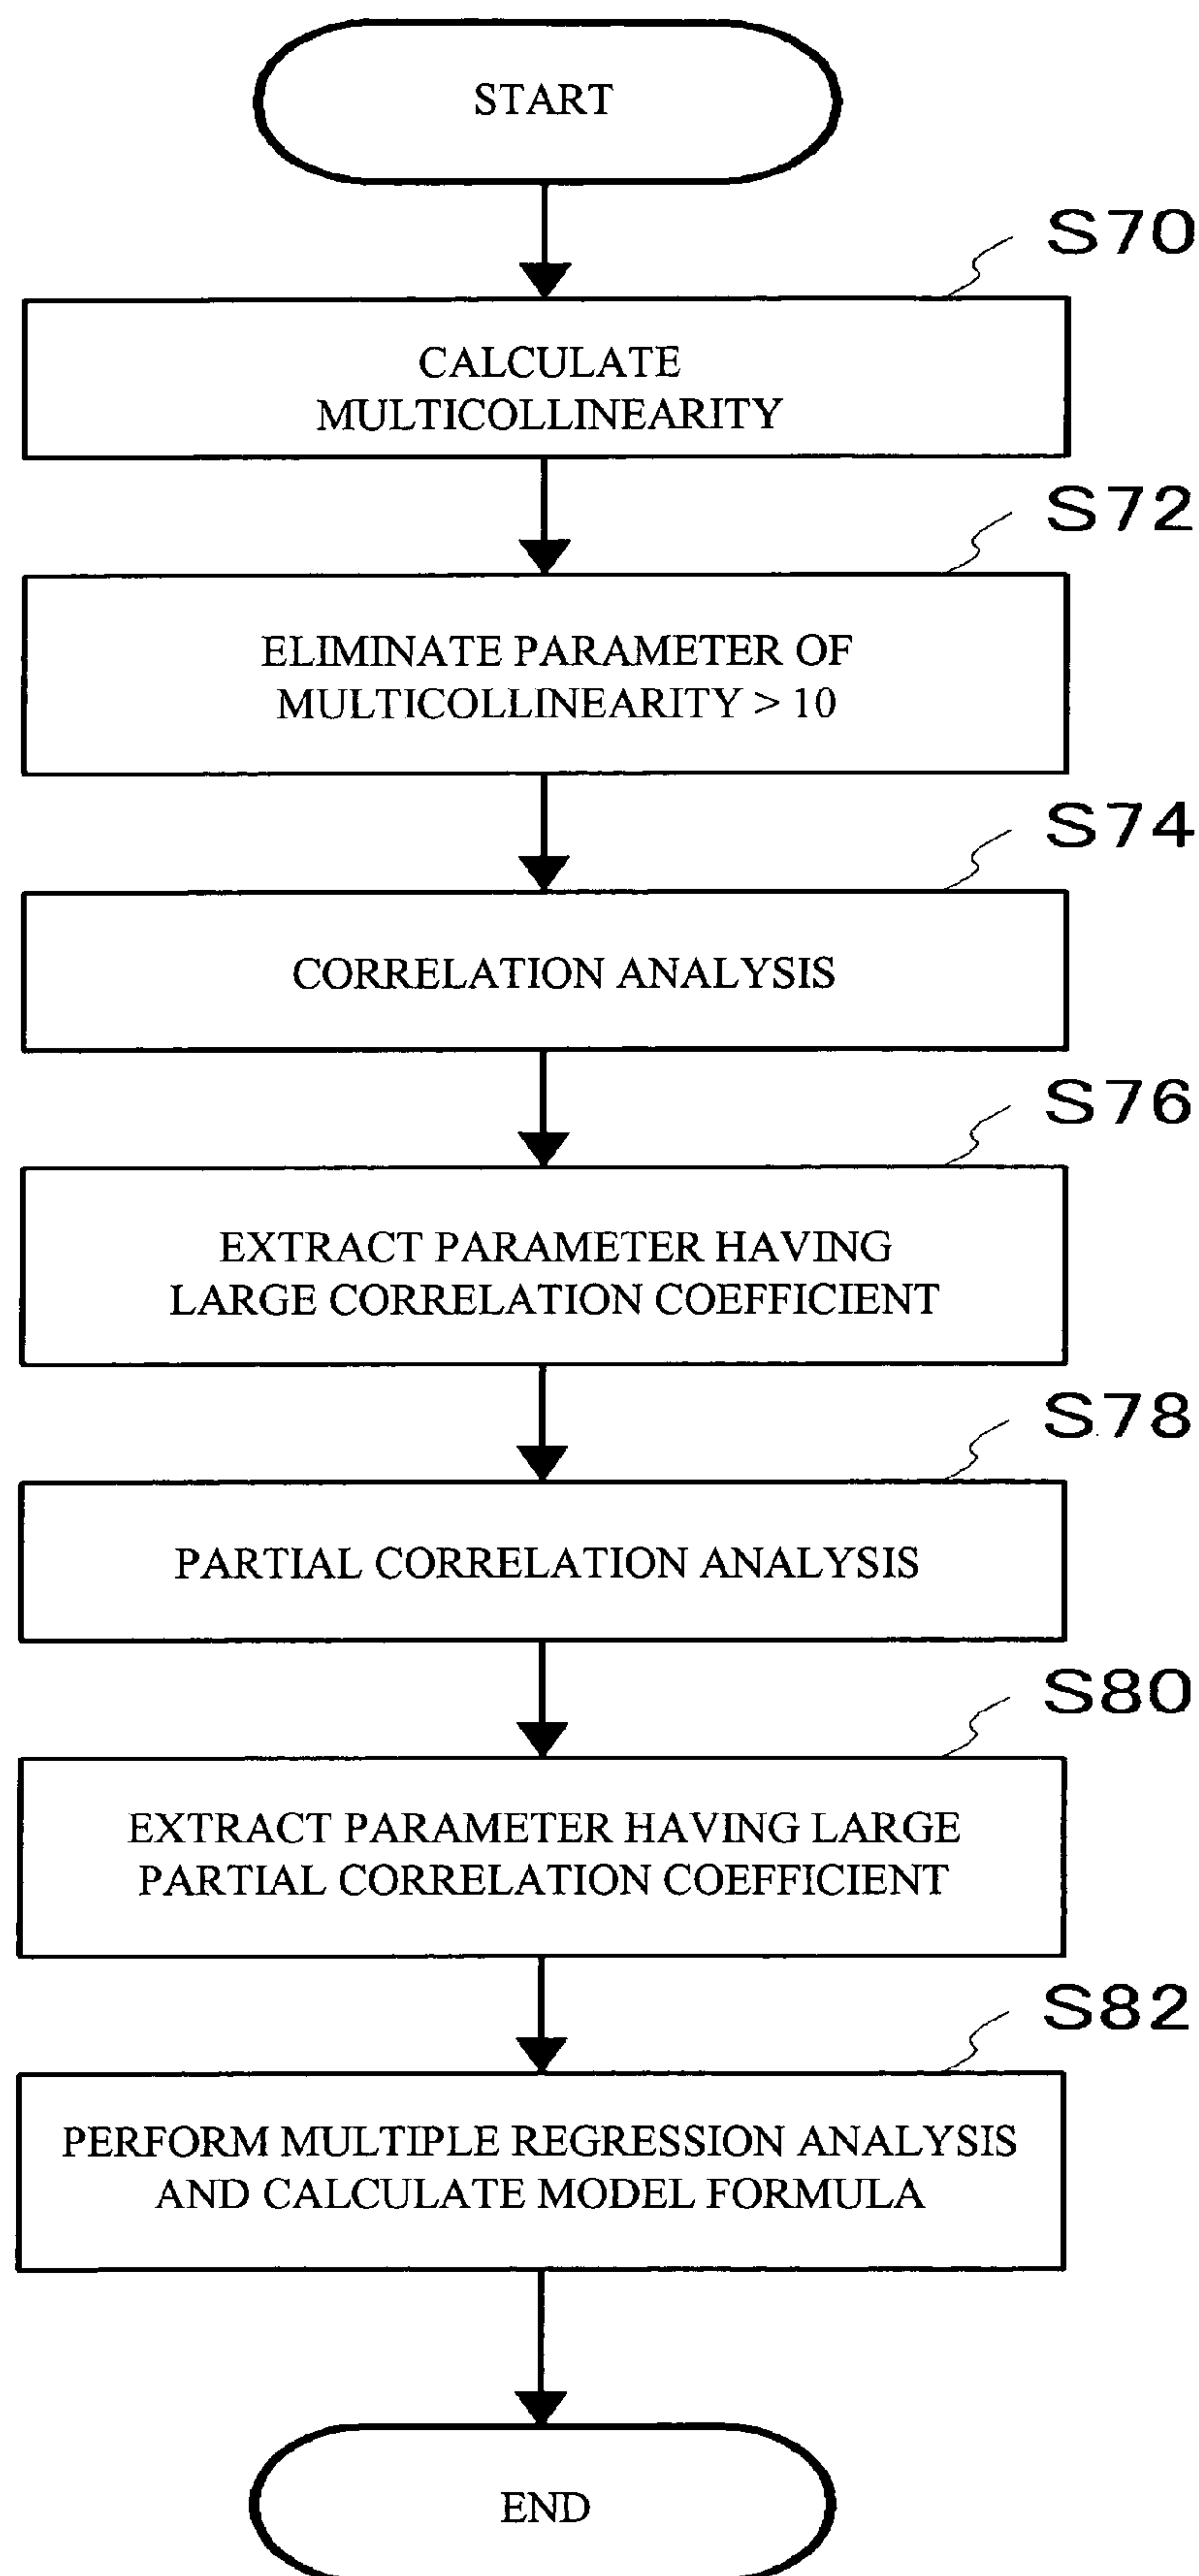 START
S70
CALCULATE
MULTICOLLINEARITY
S72
ELIMINATE PARAMETER OF
MULTICOLLINEARITY > 10
S74
CORRELATION ANALYSIS
S76
EXTRACT PARAMETER HAVING
LARGE CORRELATION COEFFICIENT
S78
PARTIAL CORRELATION ANALYSIS
S80
EXTRACT PARAMETER HAVING LARGE
PARTIAL CORRELATION COEFFICIENT
S82
PERFORM MULTIPLE REGRESSION ANALYSIS
AND CALCULATE MODEL FORMULA
END